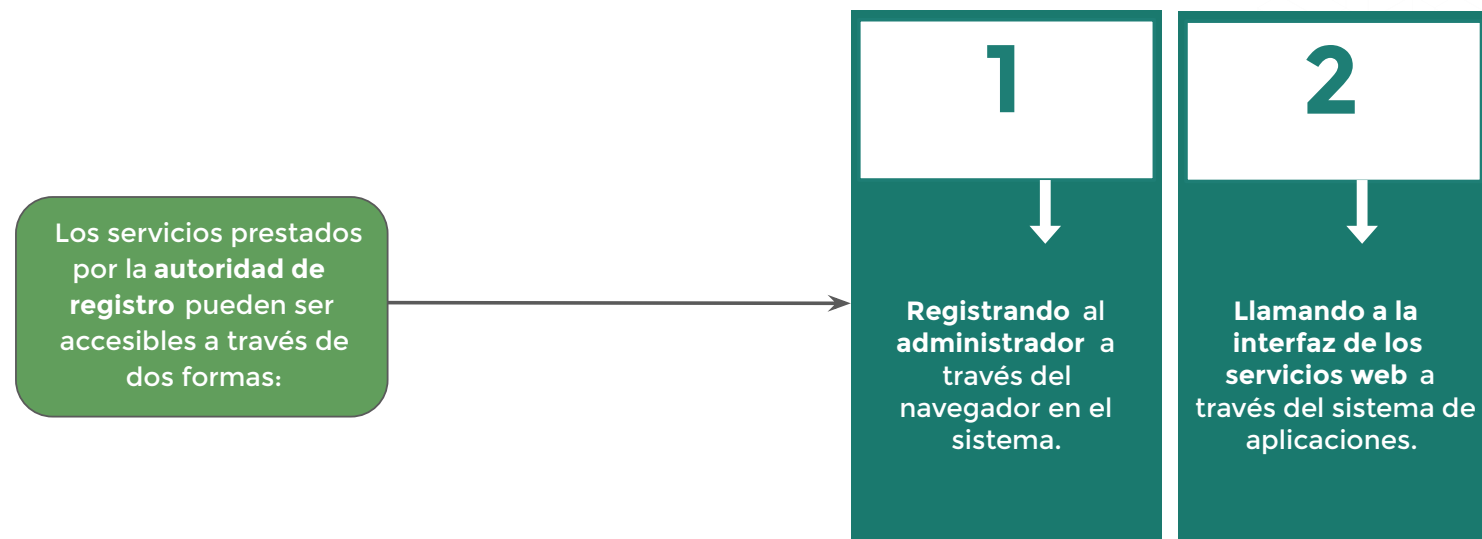 Los servicios prestados
por la autoridad de
registro pueden ser
accesibles a través de
dos formas:
1
Registrando al
administrador a
través del
navegador en el
sistema.
2
Llamando a la
interfaz de los
servicios web a
través del sistema de
aplicaciones.